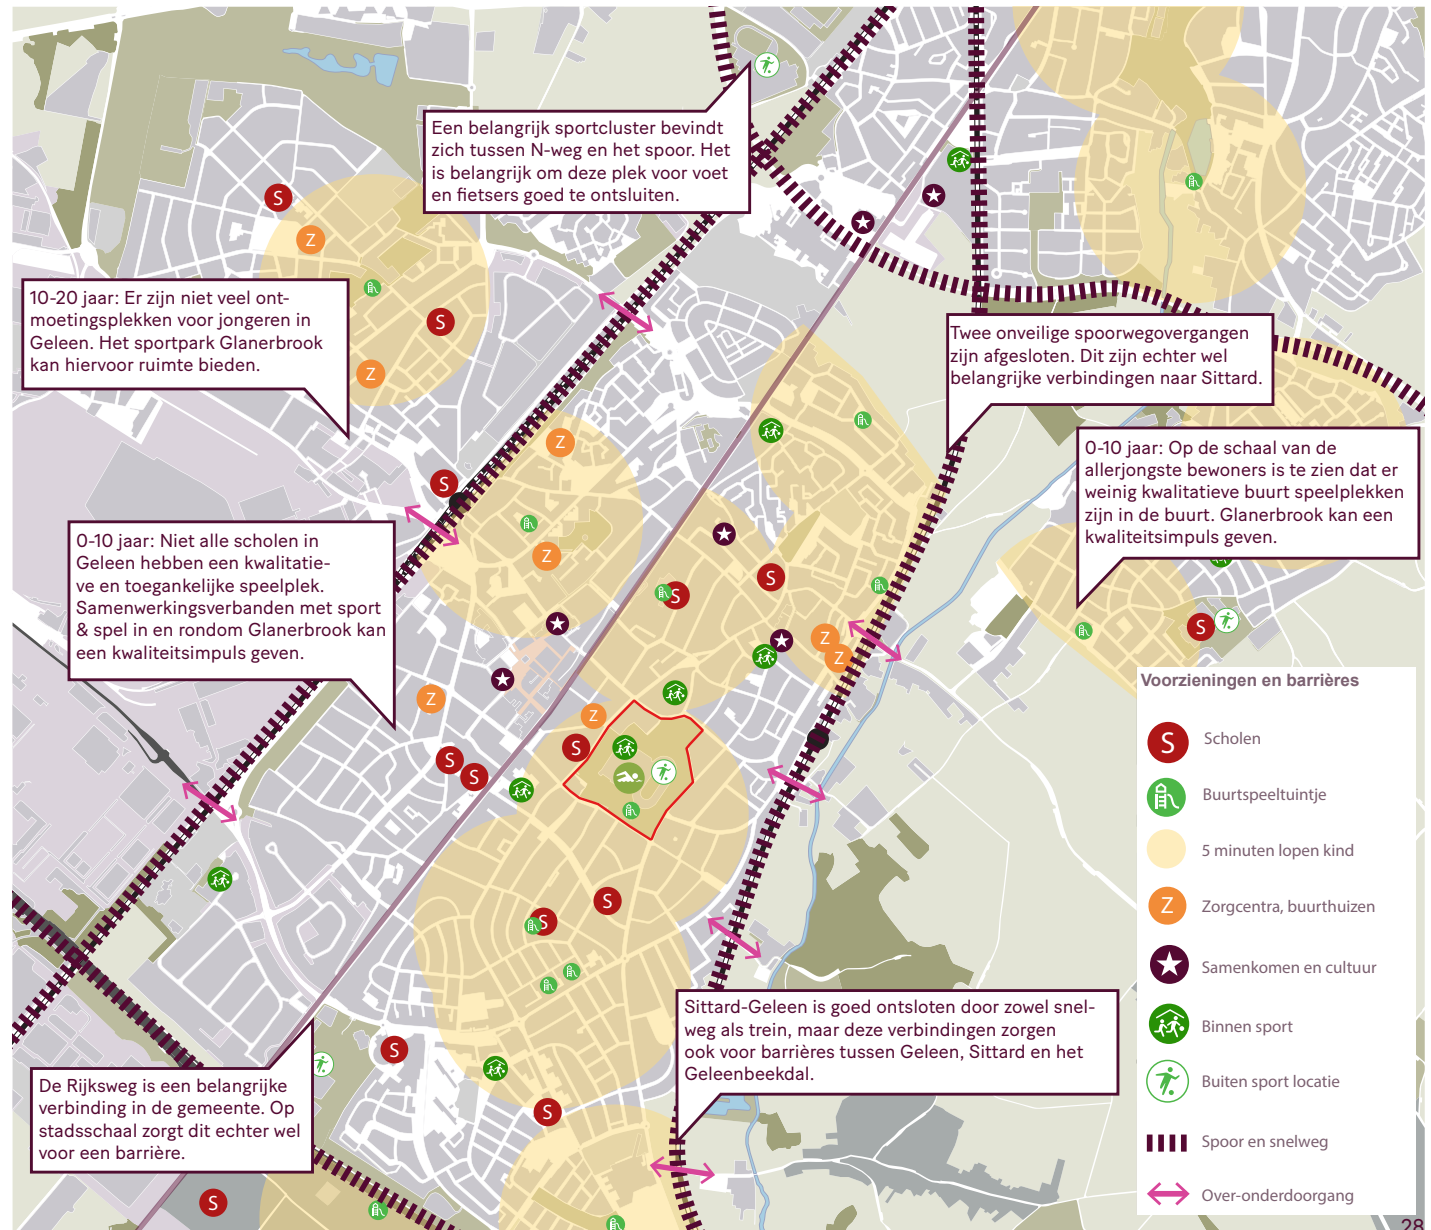 Een belangrijk sportcluster bevindt
zich tussen N-weg en het spoor. Het
is belangrijk om deze plek voor voet
en fietsers goed te ontsluiten.
10-20 jaar: Er zijn niet veel ont-
moetingsplekken voor jongeren in
Geleen. Het sportpark Glanerbrook
kan hiervoor ruimte bieden.
Twee onveilige spoorwegovergangen
zijn afgesloten. Dit zijn echter wel
belangrijke verbindingen naar Sittard.
0-10 jaar: Op de schaal van de
allerjongste bewoners is te zien dat er
weinig kwalitatieve buurt speelplekken
zijn in de buurt. Glanerbrook kan een
kwaliteitsimpuls geven.
0-10 jaar: Niet alle scholen in
Geleen hebben een kwalitatie-
ve en toegankelijke speelplek.
Samenwerkingsverbanden met sport
& spel in en rondom Glanerbrook kan
een kwaliteitsimpuls geven.
Sittard-Geleen is goed ontsloten door zowel snel-
weg als trein, maar deze verbindingen zorgen
ook voor barrières tussen Geleen, Sittard en het
Geleenbeekdal.
De Rijksweg is een belangrijke
verbinding in de gemeente. Op
stadsschaal zorgt dit echter wel
voor een barrière.
Voorzieningen en barrières
S Scholen
Buurtspeeltuintje
5 minuten lopen kind
Z Zorgcentra, buurthuizen
Samenkomen en cultuur
Binnen sport
Buiten sport locatie
Spoor en snelweg
Over-onderdoorgang
28
S
Z
S
Z
Z
S
Z
S
S
Z
Z
Z
Z
S
S
S
S
S
S
S
S
S